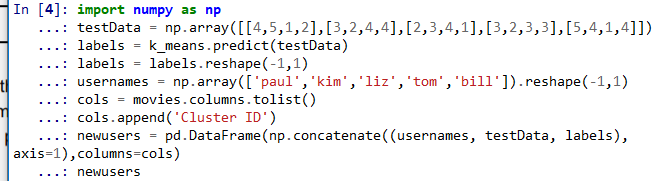 In [4]: import numpy as np
...: testData = np.array([[4,5,1,2],[3,2,4,4],[2,3,4,1],[3,2,3,3],[5,4,1,4]])
...: labels = k_means.predict(testData)
...: labels = labels.reshape(-1,1)
...: usernames = np.array(['paul','kim','liz','tom','bill']).reshape(-1,1)
...: cols = movies.columns.tolist()
...: cols.append('Cluster ID')
...: newusers = pd.DataFrame(np.concatenate((usernames, testData, labels),
axis=1),columns=cols)
...: newusers